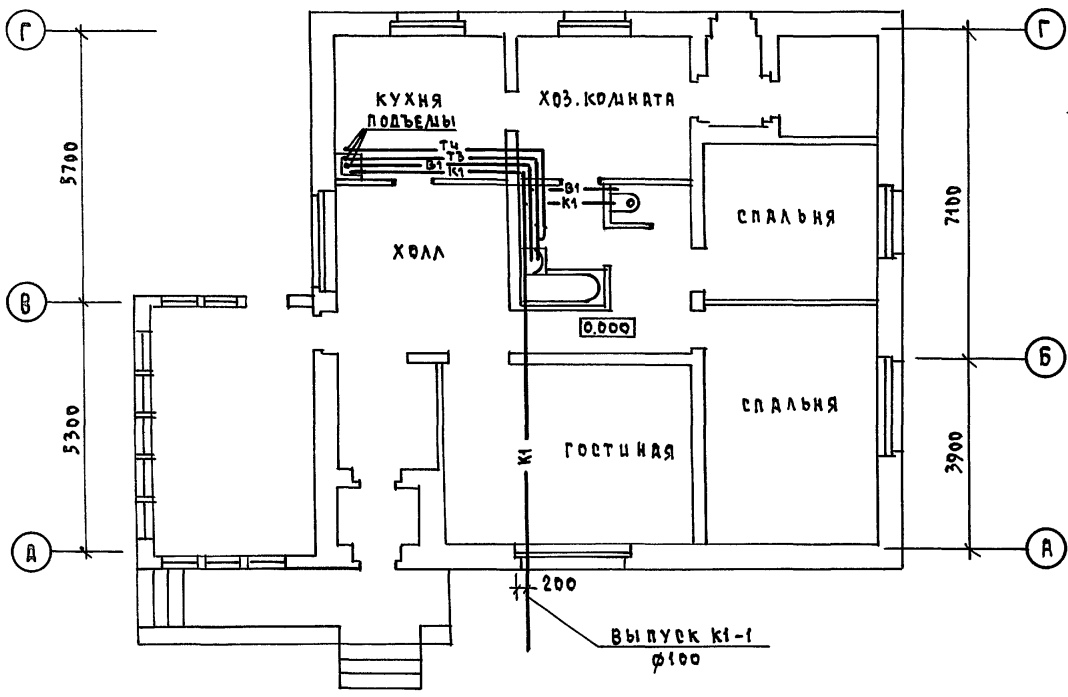 Г
Г
КУХНЯ
ХОЗ. КОМНАТА
ПОДЪЕМЫ
5700
Т4
Т3
В1
К1
В1
К1
7100
СПАЛЬНЯ
ХОЛЛ
В
0.000
Б
СПАЛЬНЯ
5300
К1
ГОСТИНАЯ
3900
А
А
200
ВЫПУСК К1-1
φ100